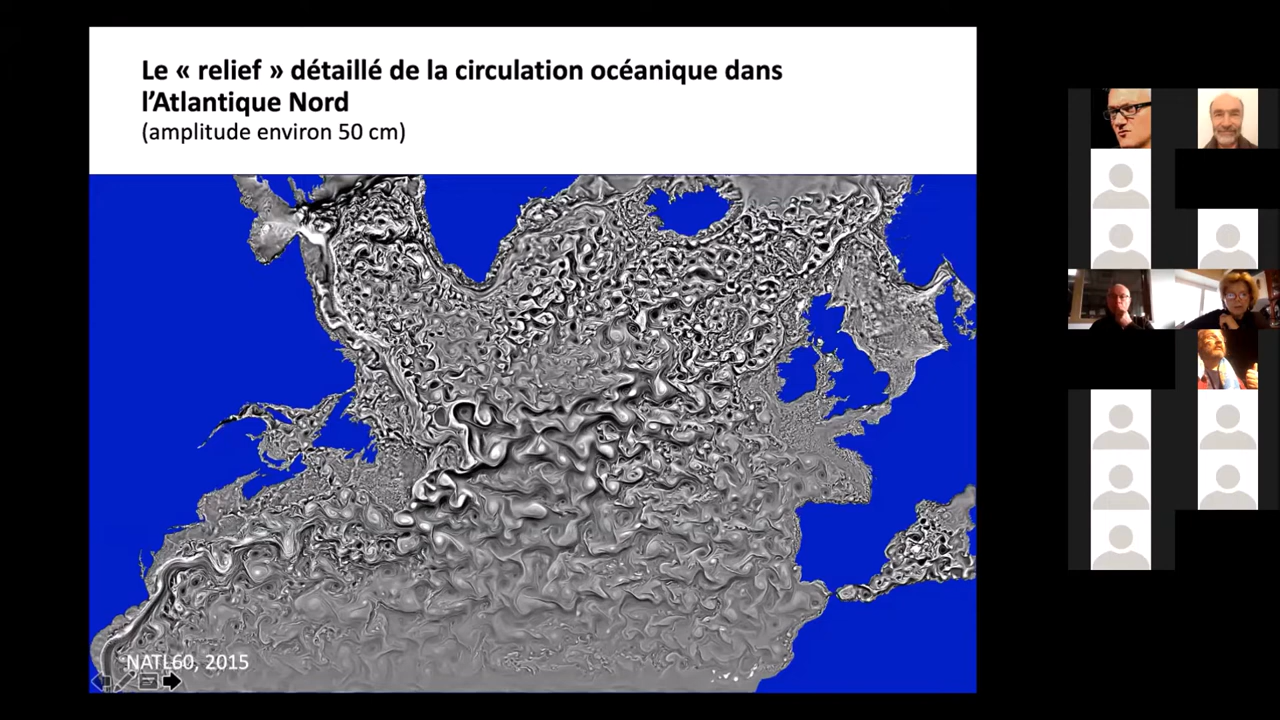 Le « relief » détaillé de la circulation océanique dans
l’Atlantique Nord
(amplitude environ 50 cm)
NATL60, 2015